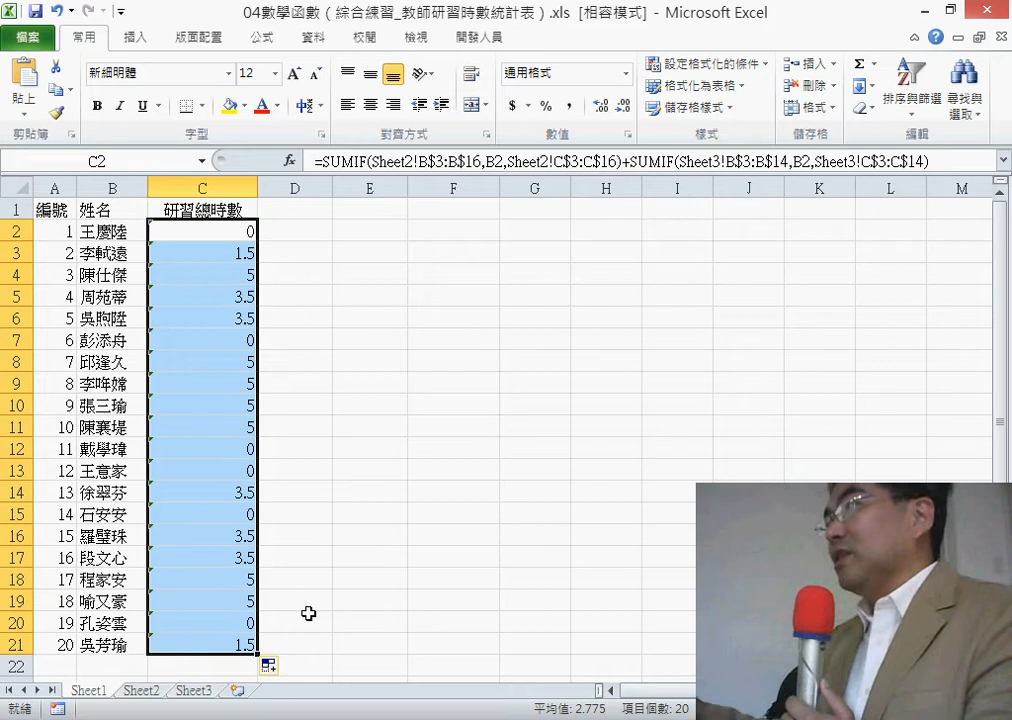 04數學函數（綜合練習_教師研習時數統計表）.xls [相容模式] - Microsoft Excel
檔案 常用 插入 版面配置 公式 資料 校閱 檢視 開發人員
貼上
新細明體 12
B I U
通用格式
$ % ,
設定格式化的條件
格式化為表格
儲存格樣式
插入
刪除
格式
Σ
排序與篩選
尋找與選取
剪貼簿 字型 對齊方式 數值 樣式 儲存格 編輯
C2 fx =SUMIF(Sheet2!B$3:B$16,B2,Sheet2!C$3:C$16)+SUMIF(Sheet3!B$3:B$14,B2,Sheet3!C$3:C$14)
A B C D E F G H I J K L M
1 編號 姓名 研習總時數
2 1 王慶陸 0
3 2 李軾遠 1.5
4 3 陳仕傑 5
5 4 周苑蒂 3.5
6 5 吳煦陞 3.5
7 6 彭添舟 0
8 7 邱逢久 5
9 8 李哖嫦 5
10 9 張三瑜 5
11 10 陳襄堤 5
12 11 戴學瑋 0
13 12 王意家 0
14 13 徐翠芬 3.5
15 14 石安安 0
16 15 羅璧珠 3.5
17 16 段文心 3.5
18 17 程家安 5
19 18 喻又豪 5
20 19 孔姿雲 0
21 20 吳芳瑜 1.5
22
Sheet1 Sheet2 Sheet3
就緒 平均值: 2.775 項目個數: 20